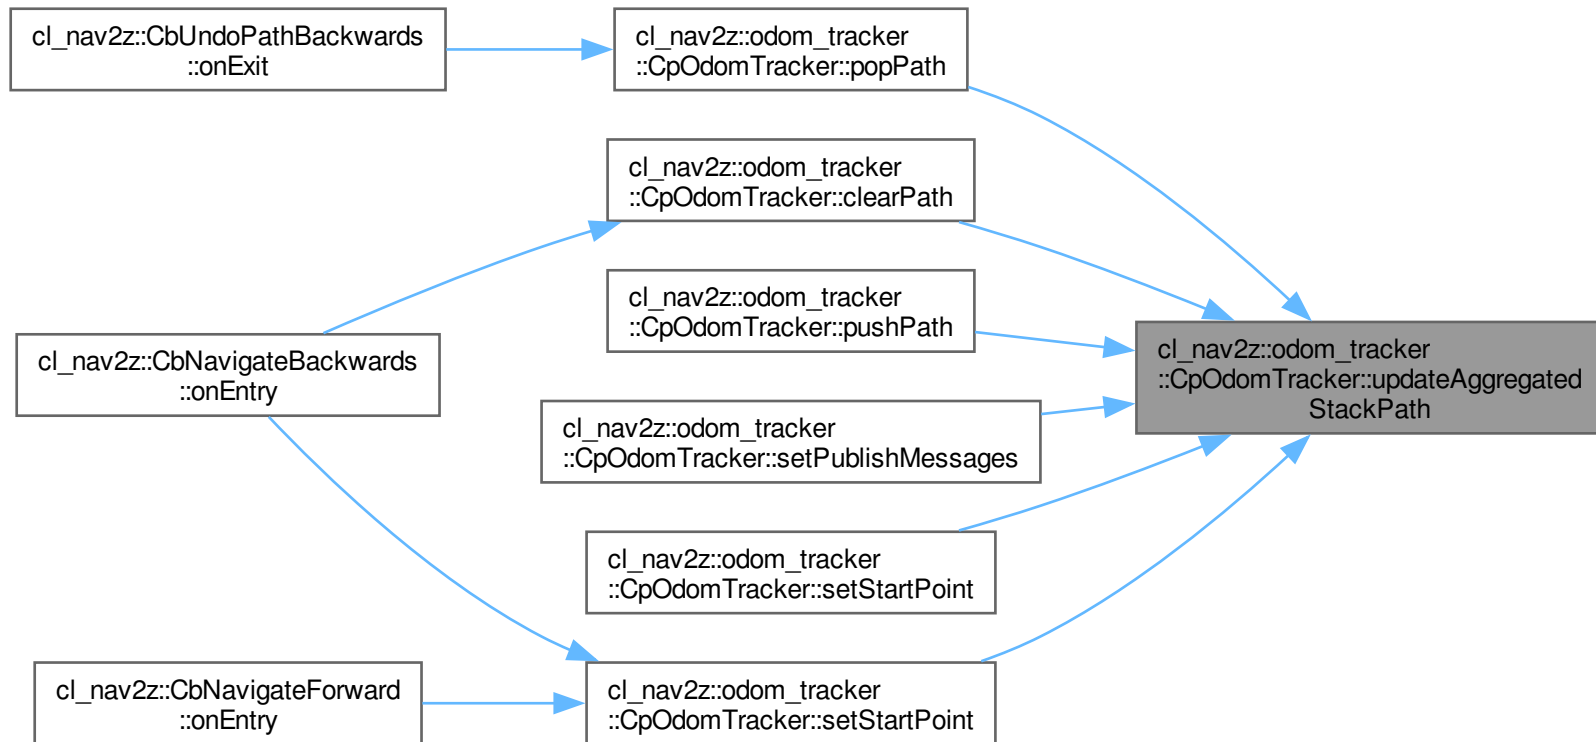 cl_nav2z::CbUndoPathBackwards
::onExit
cl_nav2z::odom_tracker
::CpOdomTracker::popPath
cl_nav2z::odom_tracker
::CpOdomTracker::clearPath
cl_nav2z::odom_tracker
::CpOdomTracker::pushPath
cl_nav2z::CbNavigateBackwards
::onEntry
cl_nav2z::odom_tracker
::CpOdomTracker::updateAggregated
StackPath
cl_nav2z::odom_tracker
::CpOdomTracker::setPublishMessages
cl_nav2z::odom_tracker
::CpOdomTracker::setStartPoint
cl_nav2z::CbNavigateForward
::onEntry
cl_nav2z::odom_tracker
::CpOdomTracker::setStartPoint